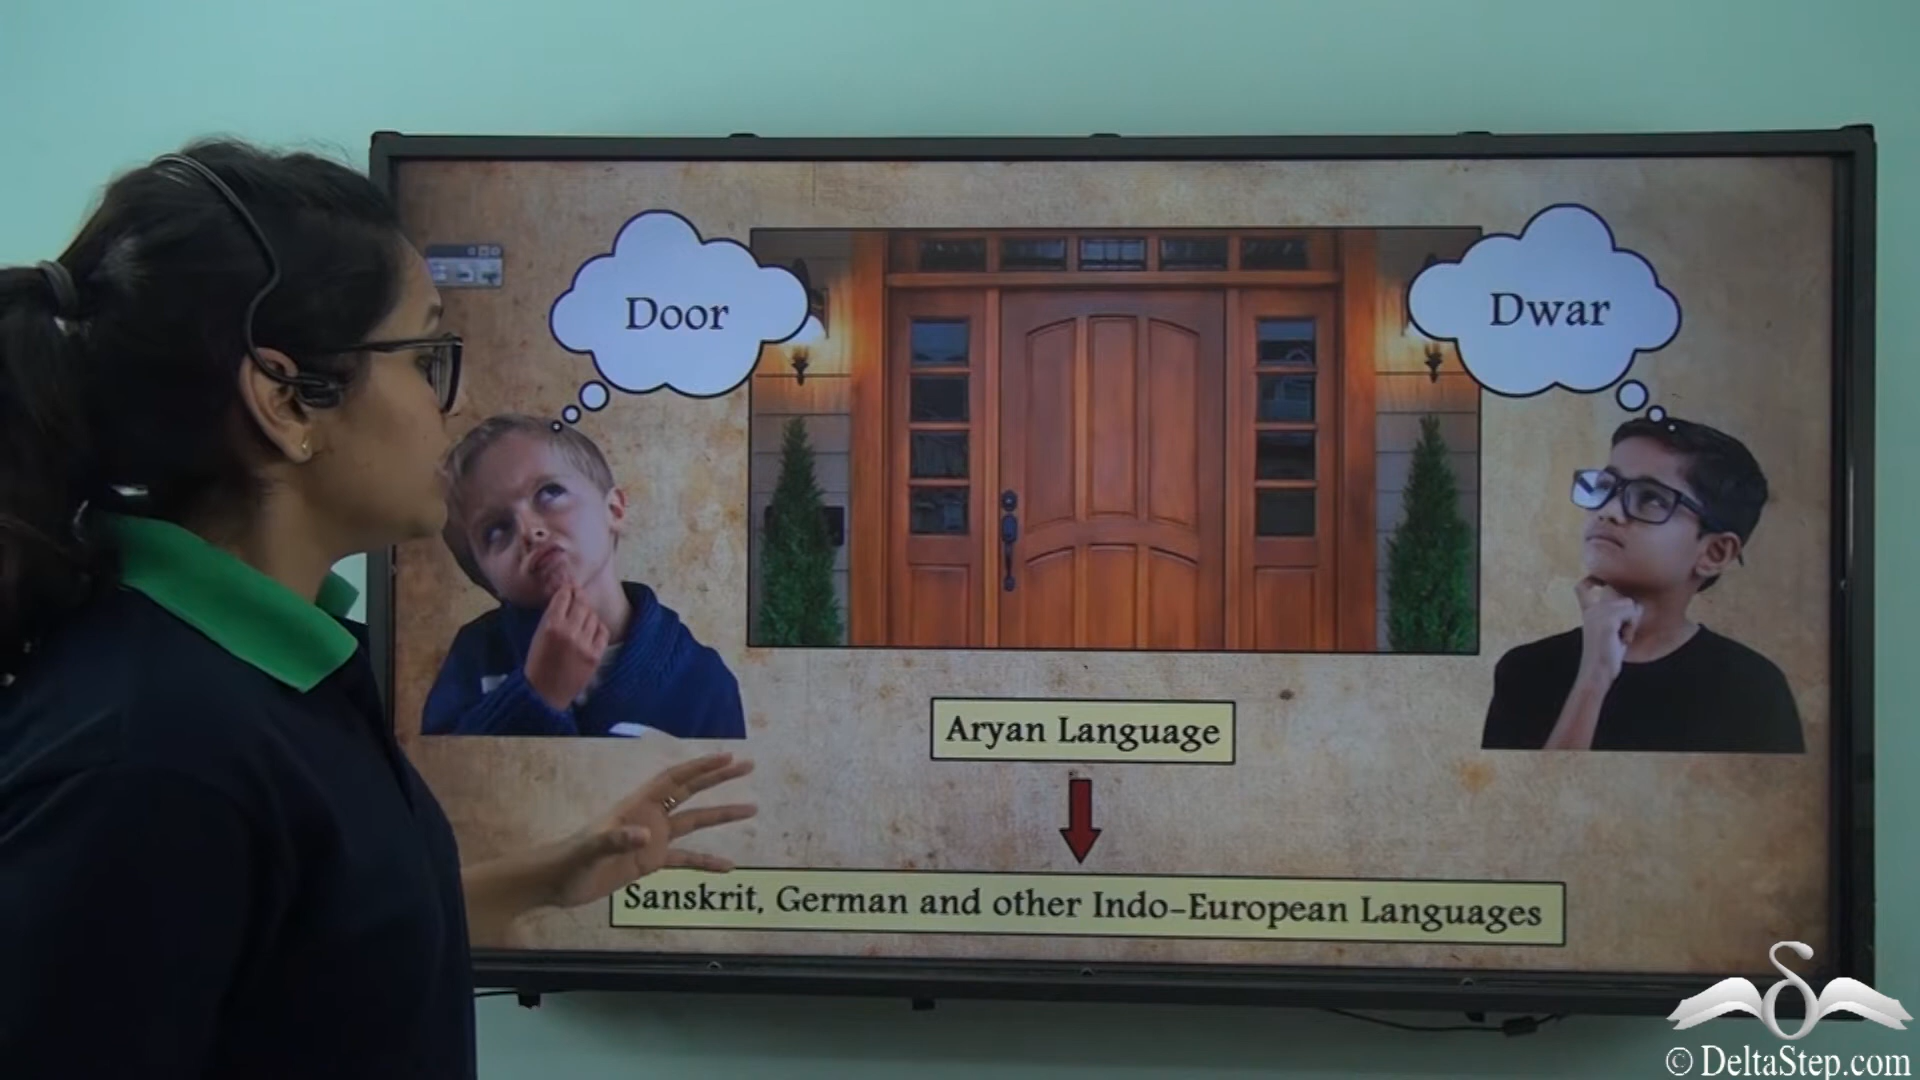 Door
Dwar
Aryan Language
Sanskrit, German and other Indo-European Languages
© DeltaStep.com